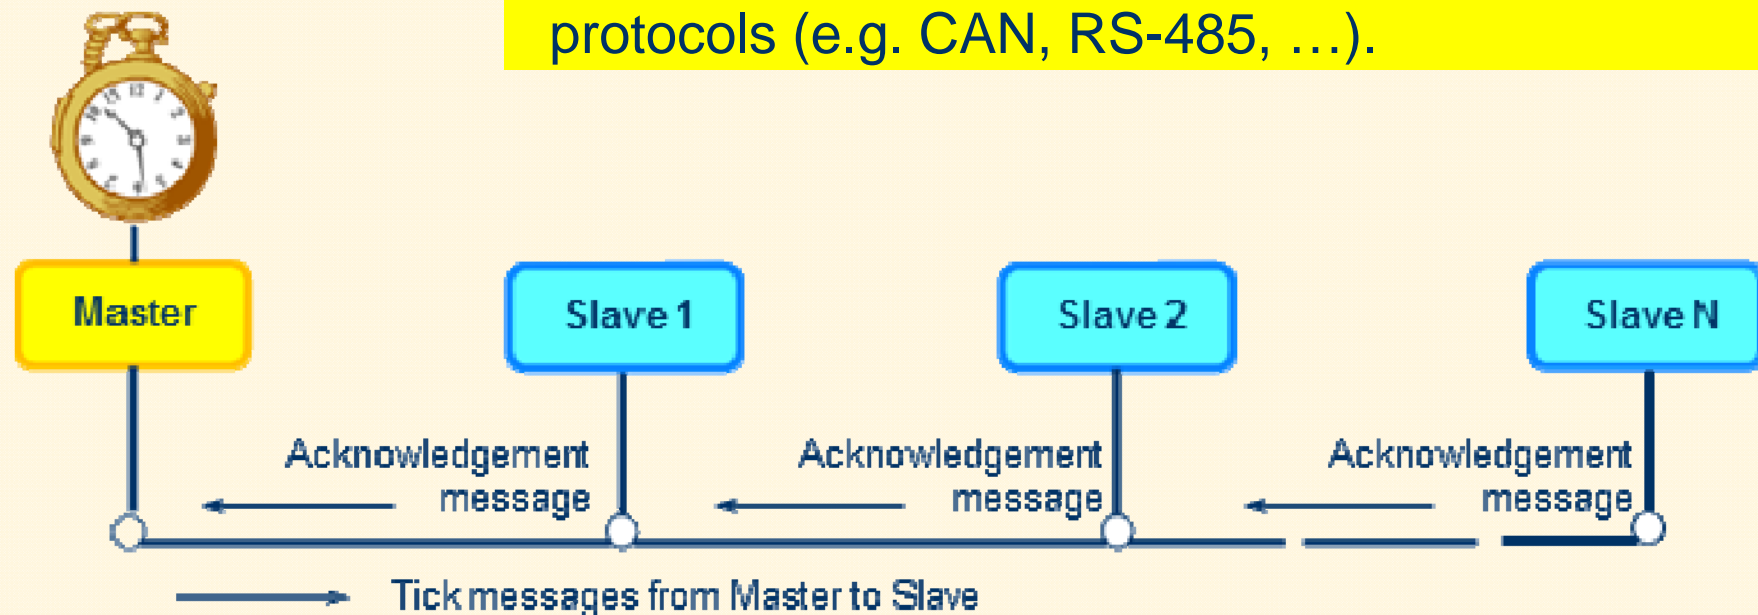 protocols (e.g. CAN, RS-485, …).
Master
Slave 1
Slave 2
Slave N
Acknowledgement
message
Acknowledgement
message
Acknowledgement
message
Tick messages from Master to Slave